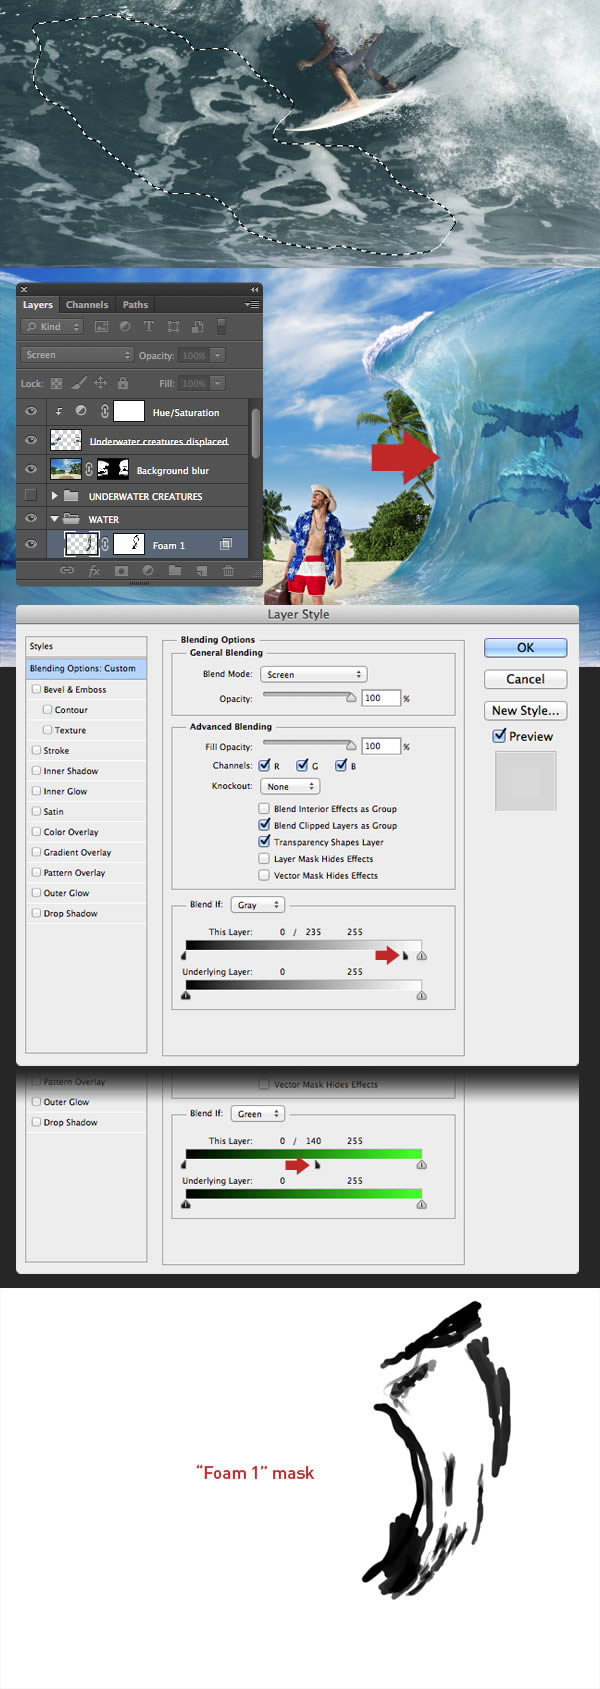 Layers Channels Paths
Kind
Screen Opacity: 100%
Lock: Fill: 100%
Hue/Saturation
Underwater creatures displaced
Background blur
UNDERWATER CREATURES
WATER
Foam 1
fx
Layer Style
Styles
Blending Options: Custom
Bevel & Emboss
Contour
Texture
Stroke
Inner Shadow
Inner Glow
Satin
Color Overlay
Gradient Overlay
Pattern Overlay
Outer Glow
Drop Shadow
Blending Options
General Blending
Blend Mode: Screen
Opacity: 100 %
Advanced Blending
Fill Opacity: 100 %
Channels: R G B
Knockout: None
Blend Interior Effects as Group
Blend Clipped Layers as Group
Transparency Shapes Layer
Layer Mask Hides Effects
Vector Mask Hides Effects
Blend If: Gray
This Layer: 0 / 235 255
Underlying Layer: 0 255
OK
Cancel
New Style...
Preview
Pattern Overlay
Outer Glow
Drop Shadow
Vector Mask Hides Effects
Blend If: Green
This Layer: 0 / 140 255
Underlying Layer: 0 255
“Foam 1” mask